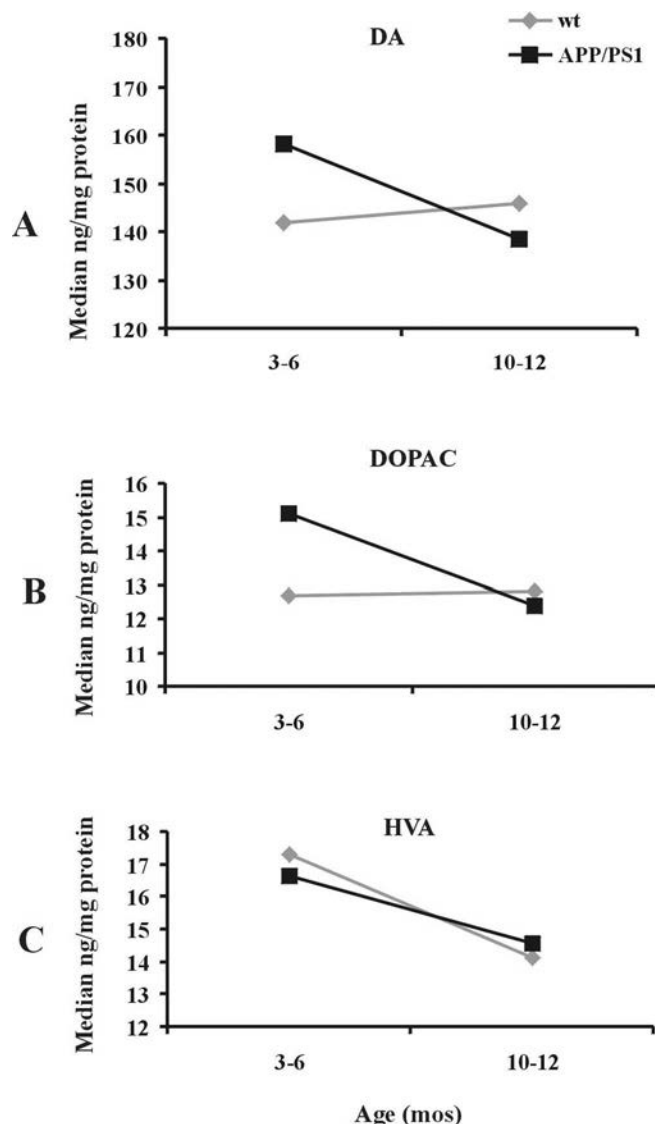 DA
wt
APP/PS1
A
Median ng/mg protein
180
170
160
150
140
130
120
3-6
10-12
DOPAC
B
Median ng/mg protein
16
15
14
13
12
11
10
3-6
10-12
HVA
C
Median ng/mg protein
18
17
16
15
14
13
12
3-6
10-12
Age (mos)